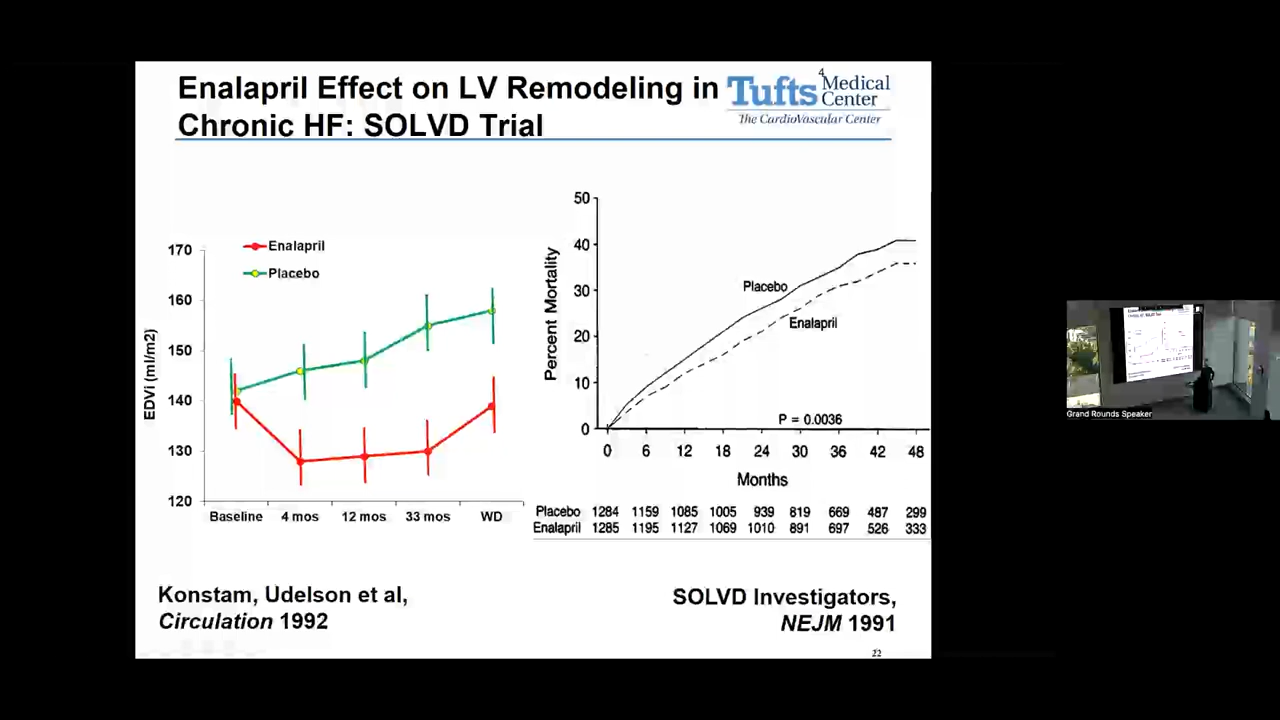 Enalapril Effect on LV Remodeling in
Chronic HF: SOLVD Trial
4
Tufts Medical
Center
The CardioVascular Center
Enalapril
Placebo
170
160
150
140
130
120
EDVi (ml/m2)
Baseline 4 mos 12 mos 33 mos WD
50
40
30
20
10
0
Percent Mortality
Placebo
Enalapril
P = 0.0036
0 6 12 18 24 30 36 42 48
Months
Placebo 1284 1159 1085 1005 939 819 669 487 299
Enalapril 1285 1195 1127 1069 1010 891 697 526 333
Konstam, Udelson et al,
Circulation 1992
SOLVD Investigators,
NEJM 1991
22
Grand Rounds Speaker